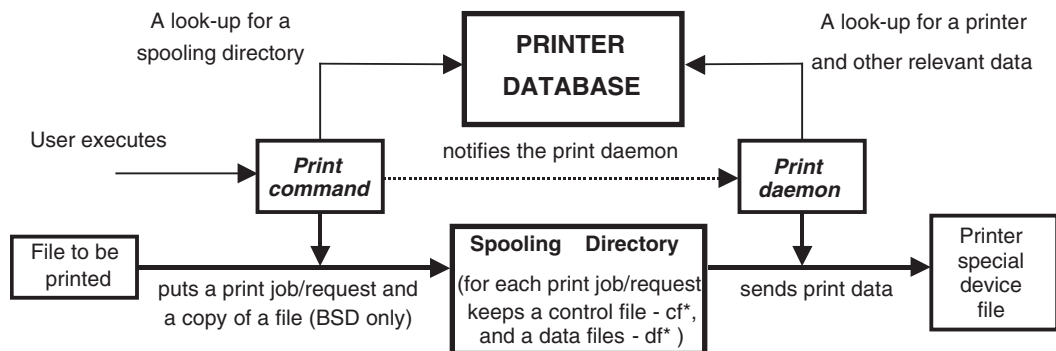 A look-up for a
spooling directory
PRINTER
DATABASE
A look-up for a printer
and other relevant data
User executes
Print
command
notifies the print daemon
Print
daemon
File to be
printed
puts a print job/request and
a copy of a file (BSD only)
Spooling Directory
(for each print job/request
keeps a control file - cf*,
and a data files - df* )
sends print data
Printer
special
device
file